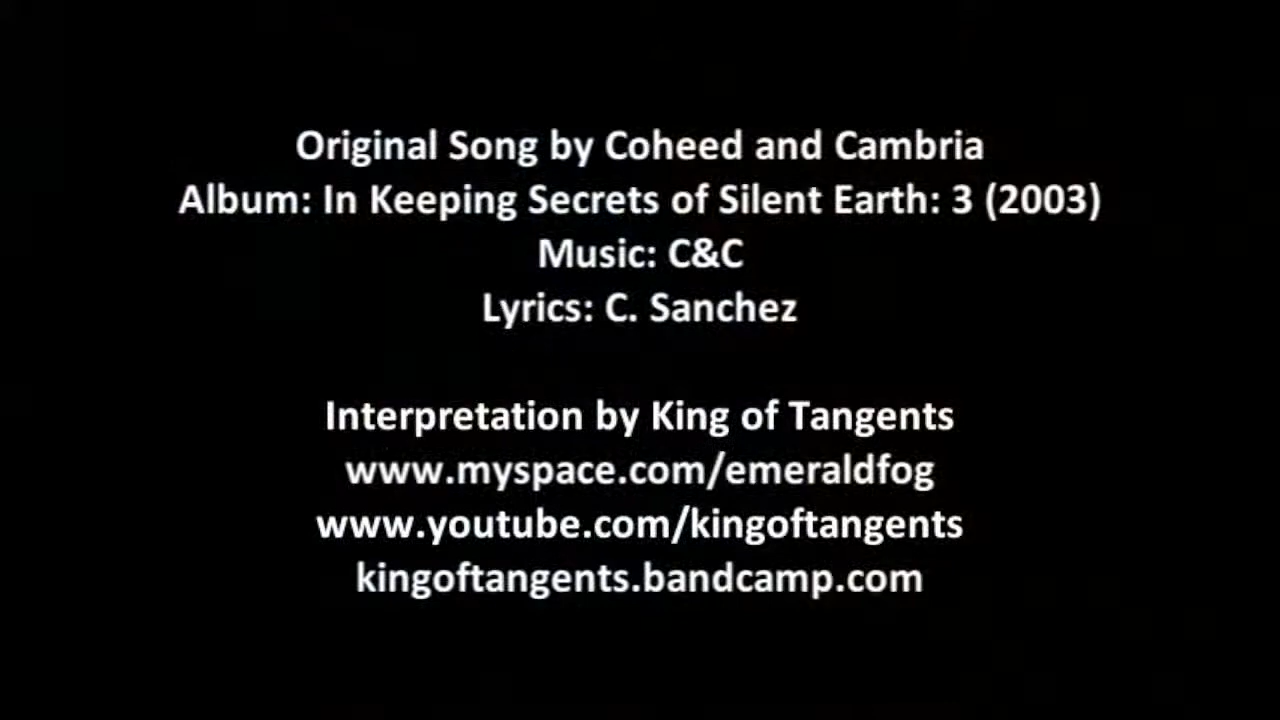 Original Song by Coheed and Cambria
Album: In Keeping Secrets of Silent Earth: 3 (2003)
Music: C&C
Lyrics: C. Sanchez
Interpretation by King of Tangents
www.myspace.com/emeraldfog
www.youtube.com/kingoftangents
kingoftangents.bandcamp.com